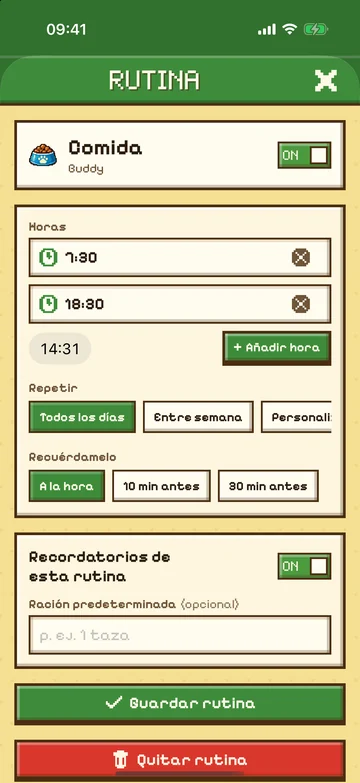 09:41
RUTINA
Comida
Buddy
ON
Horas
7:30
18:30
14:31
+ Añadir hora
Repetir
Todos los días
Entre semana
Personali
Recuérdamelo
A la hora
10 min antes
30 min antes
Recordatorios de
esta rutina
ON
Ración predeterminada (opcional)
p. ej. 1 taza
Guardar rutina
Quitar rutina